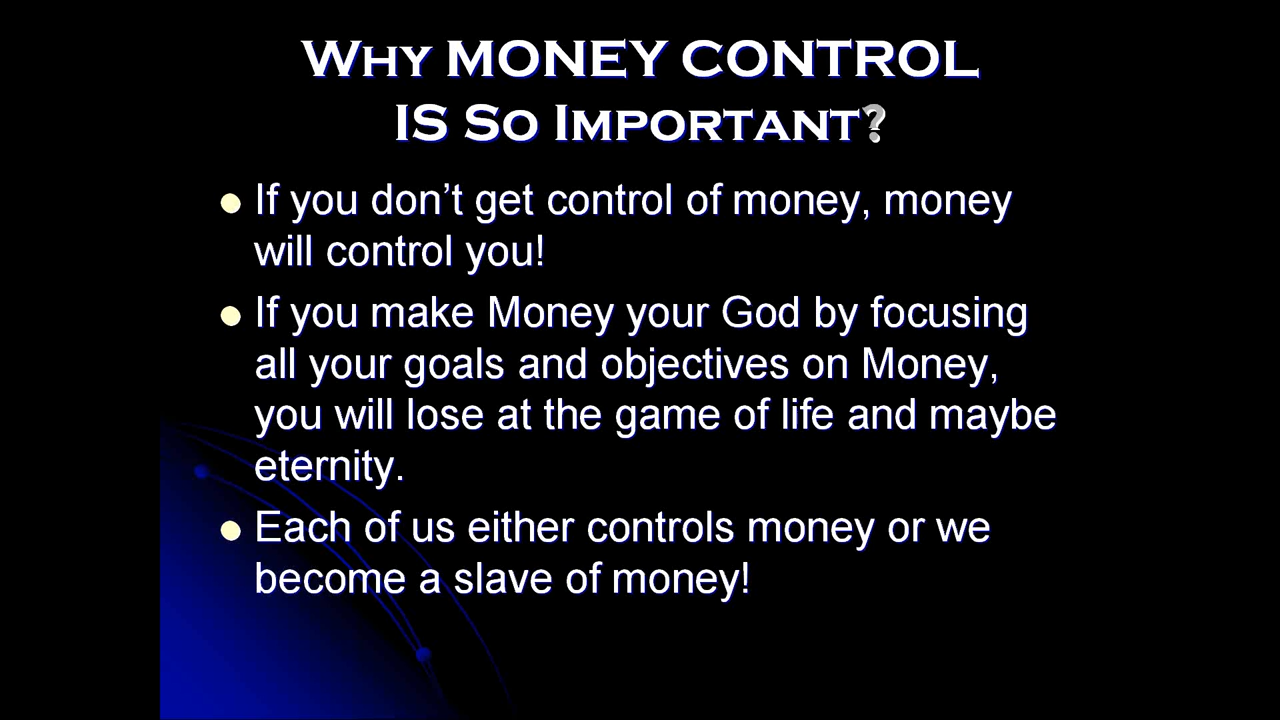 WHY MONEY CONTROL
IS SO IMPORTANT?
If you don’t get control of money, money
will control you!
If you make Money your God by focusing
all your goals and objectives on Money,
you will lose at the game of life and maybe
eternity.
Each of us either controls money or we
become a slave of money!